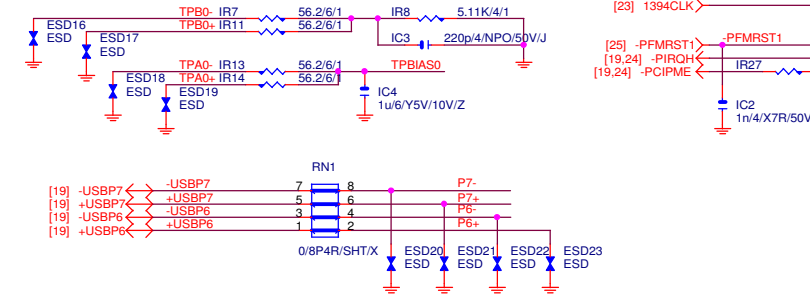 ESD16
ESD
ESD17
ESD
TPB0- IR7 56.2/6/1
TPB0+ IR11 56.2/6/1
IR8 5.11K/4/1
IC3 220p/4/NPO/50V/J
TPA0- IR13 56.2/6/1
TPA0+ IR14 56.2/6/1
TPBIAS0
ESD18
ESD
ESD19
ESD
IC4
1u/6/Y5V/10V/Z
[23] 1394CLK
[25] -PFMRST1 -PFMRST1
[19,24] -PIRQH
[19,24] -PCIPME IR27
IC2
1n/4/X7R/50V
RN1
[19] -USBP7 -USBP7 7 8 P7-
[19] +USBP7 +USBP7 5 6 P7+
[19] -USBP6 -USBP6 3 4 P6-
[19] +USBP6 +USBP6 1 2 P6+
0/8P4R/SHT/X
ESD20 ESD21 ESD22 ESD23
ESD ESD ESD ESD